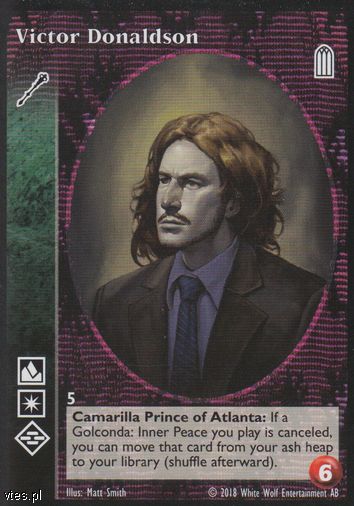 Victor Donaldson
5
Camarilla Prince of Atlanta: If a
Golconda: Inner Peace you play is canceled,
you can move that card from your ash heap
to your library (shuffle afterward).
6
Illus: Matt Smith © 2018 White Wolf Entertainment AB
vtes.pl